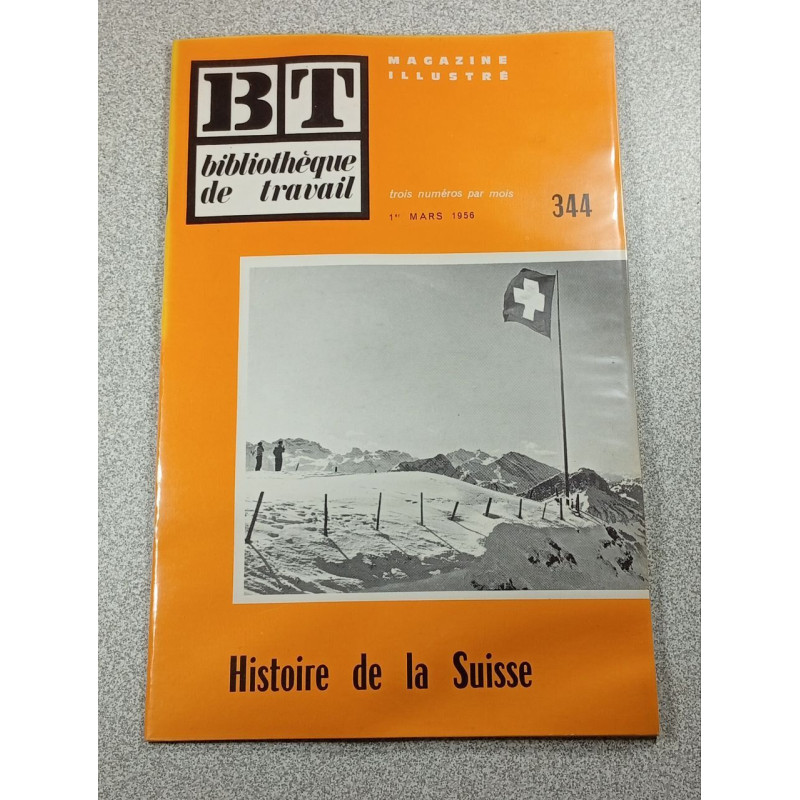 BT
bibliothèque
de travail
MAGAZINE
ILLUSTRÉ
trois numéros par mois
1er MARS 1956
344
Histoire de la Suisse